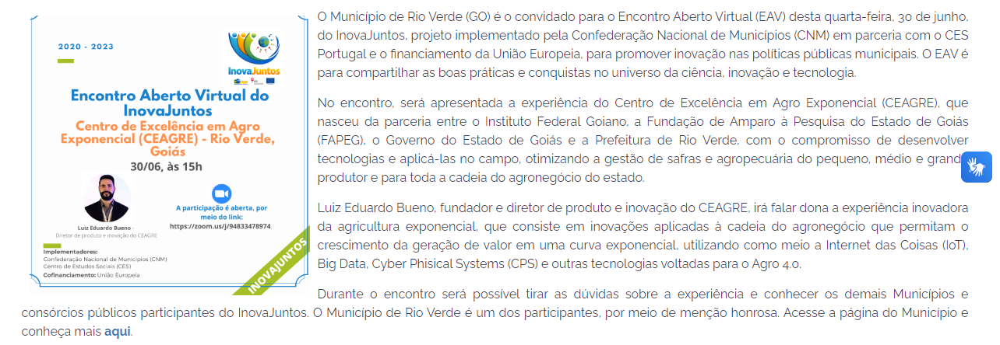 2020 - 2023
InovaJuntos
Encontro Aberto Virtual do
InovaJuntos
Centro de Excelência em Agro
Exponencial (CEAGRE) - Rio Verde,
Goiás
30/06, às 15h
A participação é aberta, por
meio do link:
https://zoom.us/j/94833478974
Luiz Eduardo Bueno -
Diretor de produto e inovação do CEAGRE
Implementadores:
Confederação Nacional de Municípios (CNM)
Centro de Estudos Sociais (CES)
Cofinanciamento: União Europeia
INOVAJUNTOS
O Município de Rio Verde (GO) é o convidado para o Encontro Aberto Virtual (EAV) desta quarta-feira, 30 de junho,
do InovaJuntos, projeto implementado pela Confederação Nacional de Municípios (CNM) em parceria com o CES
Portugal e o financiamento da União Europeia, para promover inovação nas políticas públicas municipais. O EAV é
para compartilhar as boas práticas e conquistas no universo da ciência, inovação e tecnologia.
No encontro, será apresentada a experiência do Centro de Excelência em Agro Exponencial (CEAGRE), que
nasceu da parceria entre o Instituto Federal Goiano, a Fundação de Amparo à Pesquisa do Estado de Goiás
(FAPEG), o Governo do Estado de Goiás e a Prefeitura de Rio Verde, com o compromisso de desenvolver
tecnologias e aplicá-las no campo, otimizando a gestão de safras e agropecuária do pequeno, médio e grand
produtor e para toda a cadeia do agronegócio do estado.
Luiz Eduardo Bueno, fundador e diretor de produto e inovação do CEAGRE, irá falar dona a experiência inovadora
da agricultura exponencial, que consiste em inovações aplicadas à cadeia do agronegócio que permitam o
crescimento da geração de valor em uma curva exponencial, utilizando como meio a Internet das Coisas (IoT),
Big Data, Cyber Phisical Systems (CPS) e outras tecnologias voltadas para o Agro 4.0.
Durante o encontro será possível tirar as dúvidas sobre a experiência e conhecer os demais Municípios e
consórcios públicos participantes do InovaJuntos. O Município de Rio Verde é um dos participantes, por meio de menção honrosa. Acesse a página do Município e
conheça mais aqui.